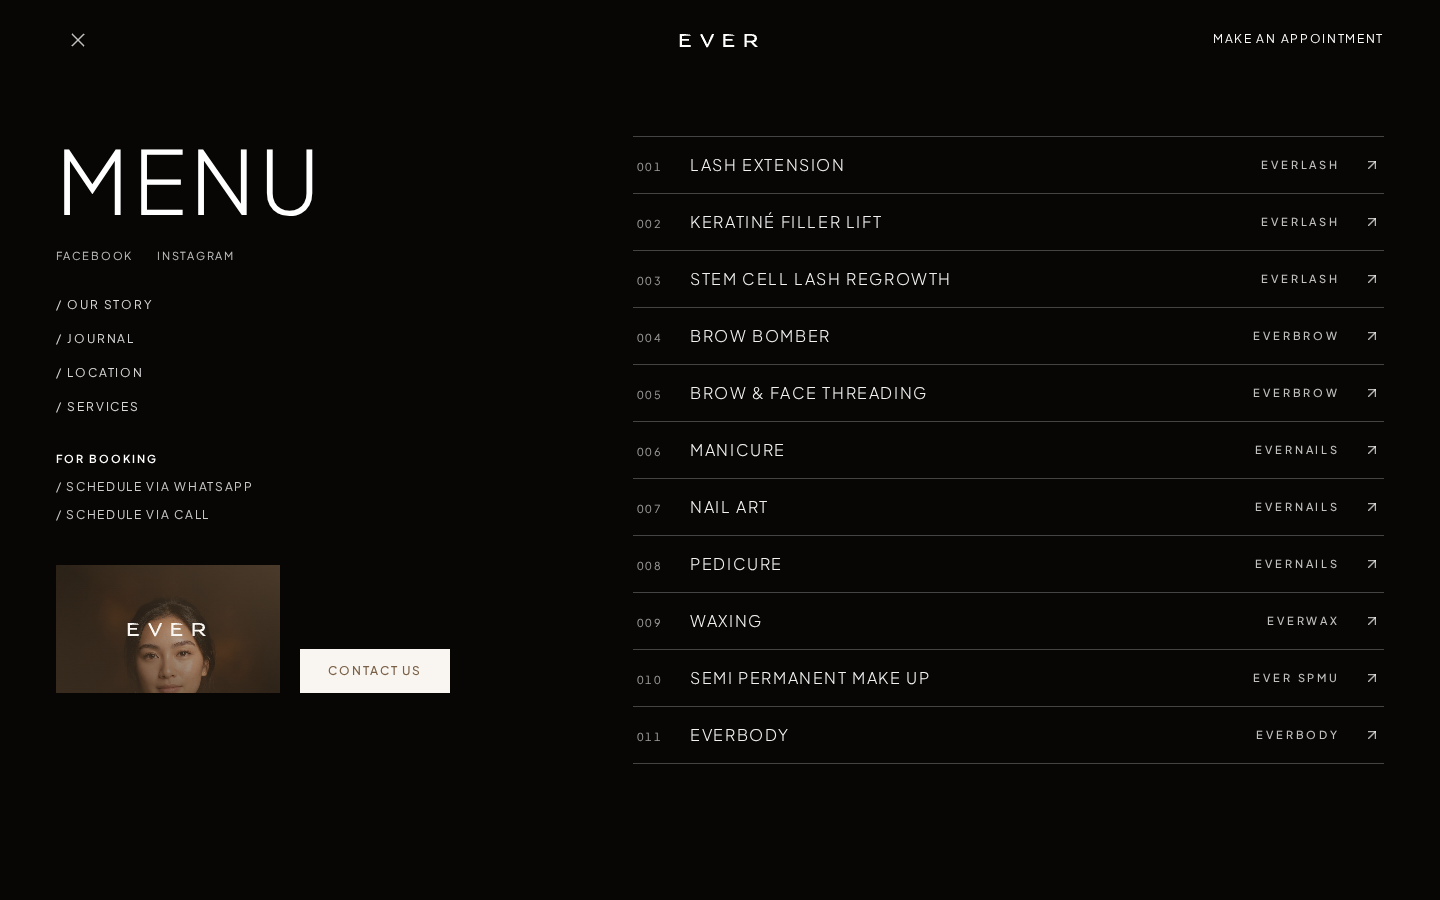 EVER
MAKE AN APPOINTMENT
MENU
FACEBOOK INSTAGRAM
/ OUR STORY
/ JOURNAL
/ LOCATION
/ SERVICES
FOR BOOKING
/ SCHEDULE VIA WHATSAPP
/ SCHEDULE VIA CALL
EVER
CONTACT US
001 LASH EXTENSION EVERLASH
002 KERATINÉ FILLER LIFT EVERLASH
003 STEM CELL LASH REGROWTH EVERLASH
004 BROW BOMBER EVERBROW
005 BROW & FACE THREADING EVERBROW
006 MANICURE EVERNAILS
007 NAIL ART EVERNAILS
008 PEDICURE EVERNAILS
009 WAXING EVERWAX
010 SEMI PERMANENT MAKE UP EVER SPMU
011 EVERBODY EVERBODY